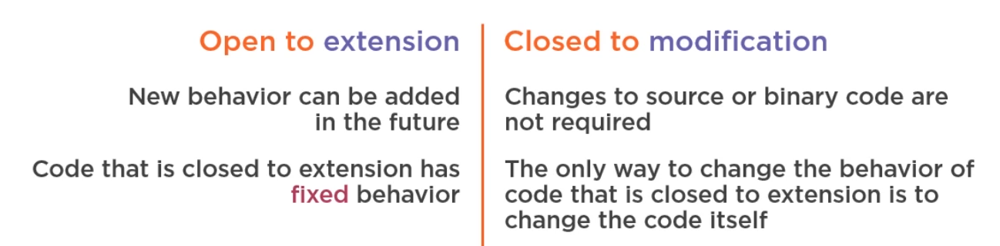 Open to extension
New behavior can be added
in the future
Code that is closed to extension has
fixed behavior
Closed to modification
Changes to source or binary code are
not required
The only way to change the behavior of
code that is closed to extension is to
change the code itself